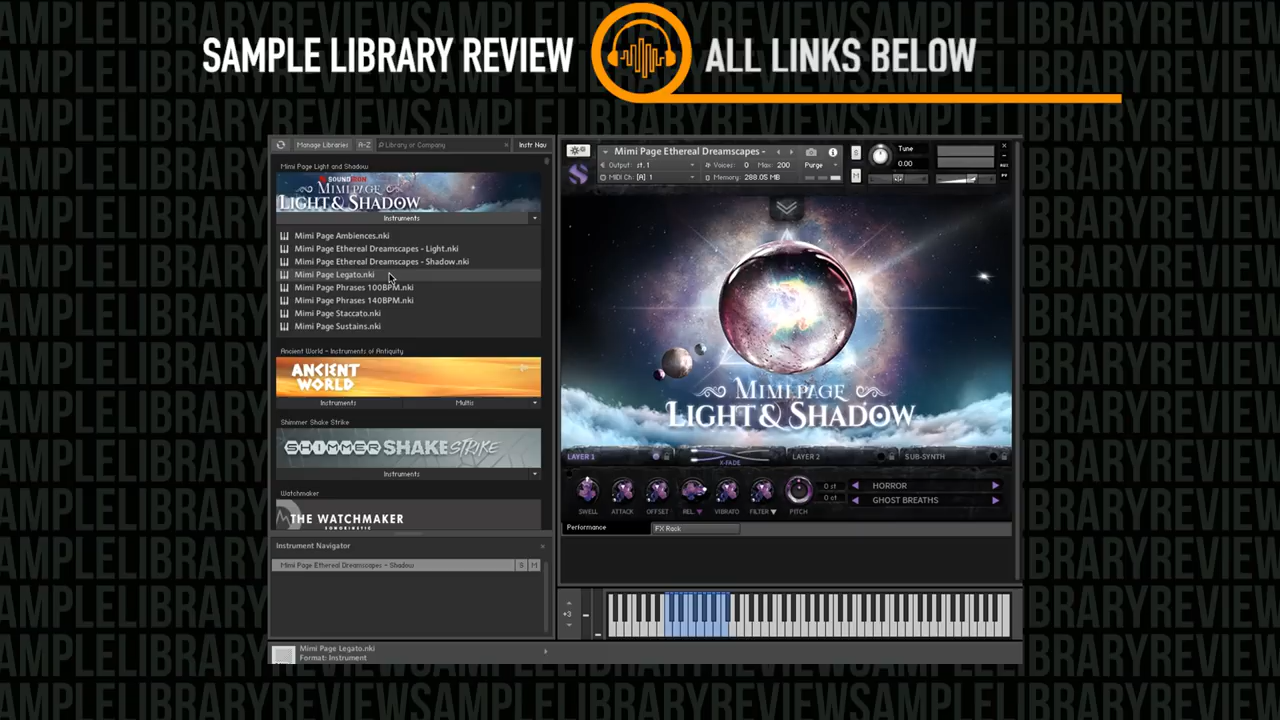 SAMPLE LIBRARY REVIEW
ALL LINKS BELOW
Manage Libraries
A-Z
Library or Company
×
Instr Nav
Mimi Page Light and Shadow
SOUNDIRON
MIMI PAGE
LIGHT & SHADOW
Instruments
Mimi Page Ambiences.nki
Mimi Page Ethereal Dreamscapes - Light.nki
Mimi Page Ethereal Dreamscapes - Shadow.nki
Mimi Page Legato.nki
Mimi Page Phrases 100BPM.nki
Mimi Page Phrases 140BPM.nki
Mimi Page Staccato.nki
Mimi Page Sustains.nki
Ancient World - Instruments of Antiquity
ANCIENT
WORLD
Instruments
Multis
Shimmer Shake Strike
SHIMMER SHAKE STRIKE
Instruments
Watchmaker
THE WATCHMAKER
SONOKINETIC
Instrument Navigator
×
Mimi Page Ethereal Dreamscapes - Shadow
S
M
Mimi Page Legato.nki
Format: Instrument
Mimi Page Ethereal Dreamscapes -
Output: st.1
Voices: 0
Max: 200
Purge
MIDI Ch: [A] 1
Memory: 288.05 MB
S
M
Tune
0.00
MIMI PAGE
LIGHT & SHADOW
LAYER 1
X-FADE
LAYER 2
SUB-SYNTH
SWELL
ATTACK
OFFSET
REL.
VIBRATO
FILTER
PITCH
0 st
0 ct
HORROR
GHOST BREATHS
Performance
FX Rack
+3